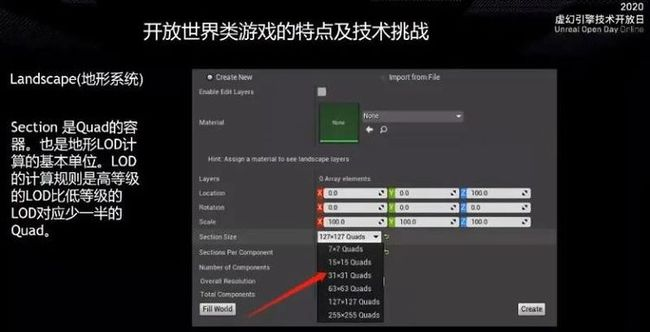 2020
虚幻引擎技术开放日
Unreal Open Day Online
开放世界类游戏的特点及技术挑战
Landscape(地形系统)
Section 是Quad的容
器。也是地形LOD计
算的基本单位。LOD
的计算规则是高等级
的LOD比低等级的
LOD对应少一半的
Quad。
Create New Import from File
Enable Edit Layers
Material None None
Hint: Assign a material to see landscape layers
Layers 0 Array elements
Location X 0.0 Y 0.0 Z 100.0
Rotation X 0.0 Y 0.0 Z 0.0
Scale X 100.0 Y 100.0 Z 100.0
Section Size 127×127 Quads
Sections Per Component 7×7 Quads
15×15 Quads
Number of Components 31×31 Quads
Overall Resolution 63×63 Quads
Total Components 127×127 Quads
255×255 Quads
Fill World Create